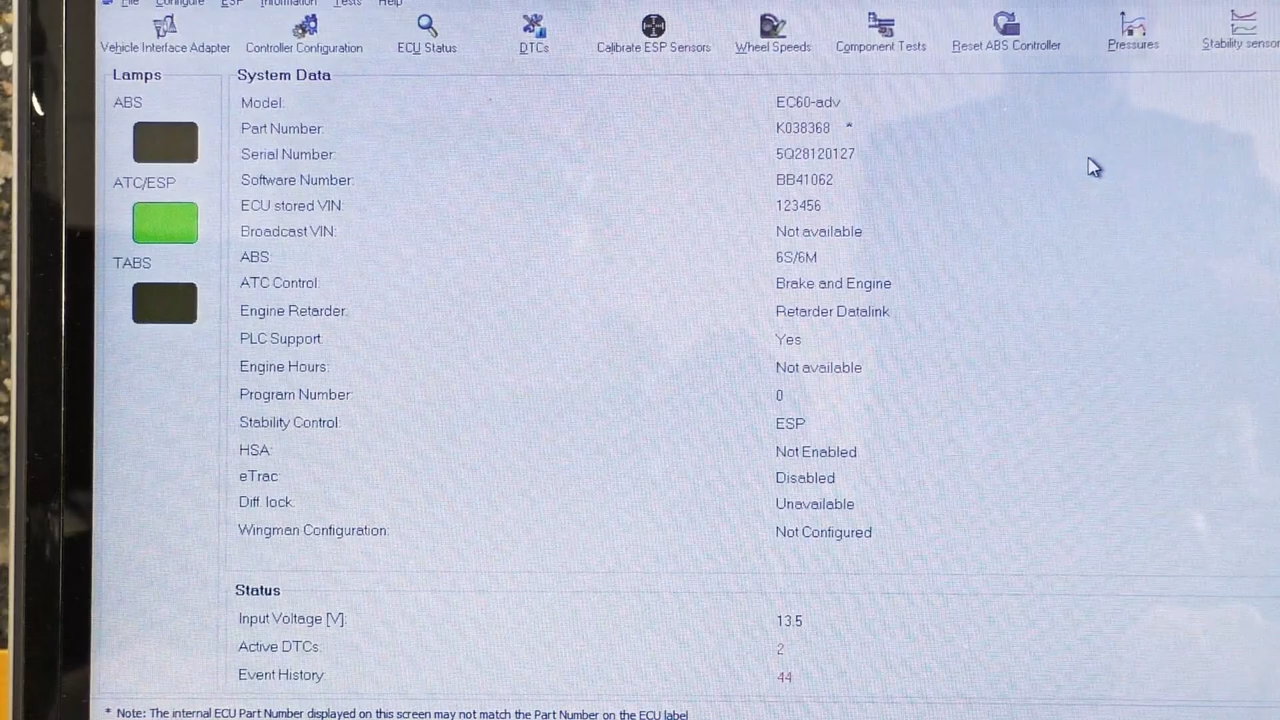 File Configure ESP Information Tests Help
Vehicle Interface Adapter Controller Configuration ECU Status DTCs Calibrate ESP Sensors Wheel Speeds Component Tests Reset ABS Controller Pressures Stability sensor
Lamps
ABS
ATC/ESP
TABS
System Data
Model: EC60-adv
Part Number: K038368 *
Serial Number: 5Q28120127
Software Number: BB41062
ECU stored VIN: 123456
Broadcast VIN: Not available
ABS: 6S/6M
ATC Control: Brake and Engine
Engine Retarder: Retarder Datalink
PLC Support: Yes
Engine Hours: Not available
Program Number: 0
Stability Control: ESP
HSA: Not Enabled
eTrac: Disabled
Diff. lock: Unavailable
Wingman Configuration: Not Configured
Status
Input Voltage [V]: 13.5
Active DTCs: 2
Event History: 44
* Note: The internal ECU Part Number displayed on this screen may not match the Part Number on the ECU label